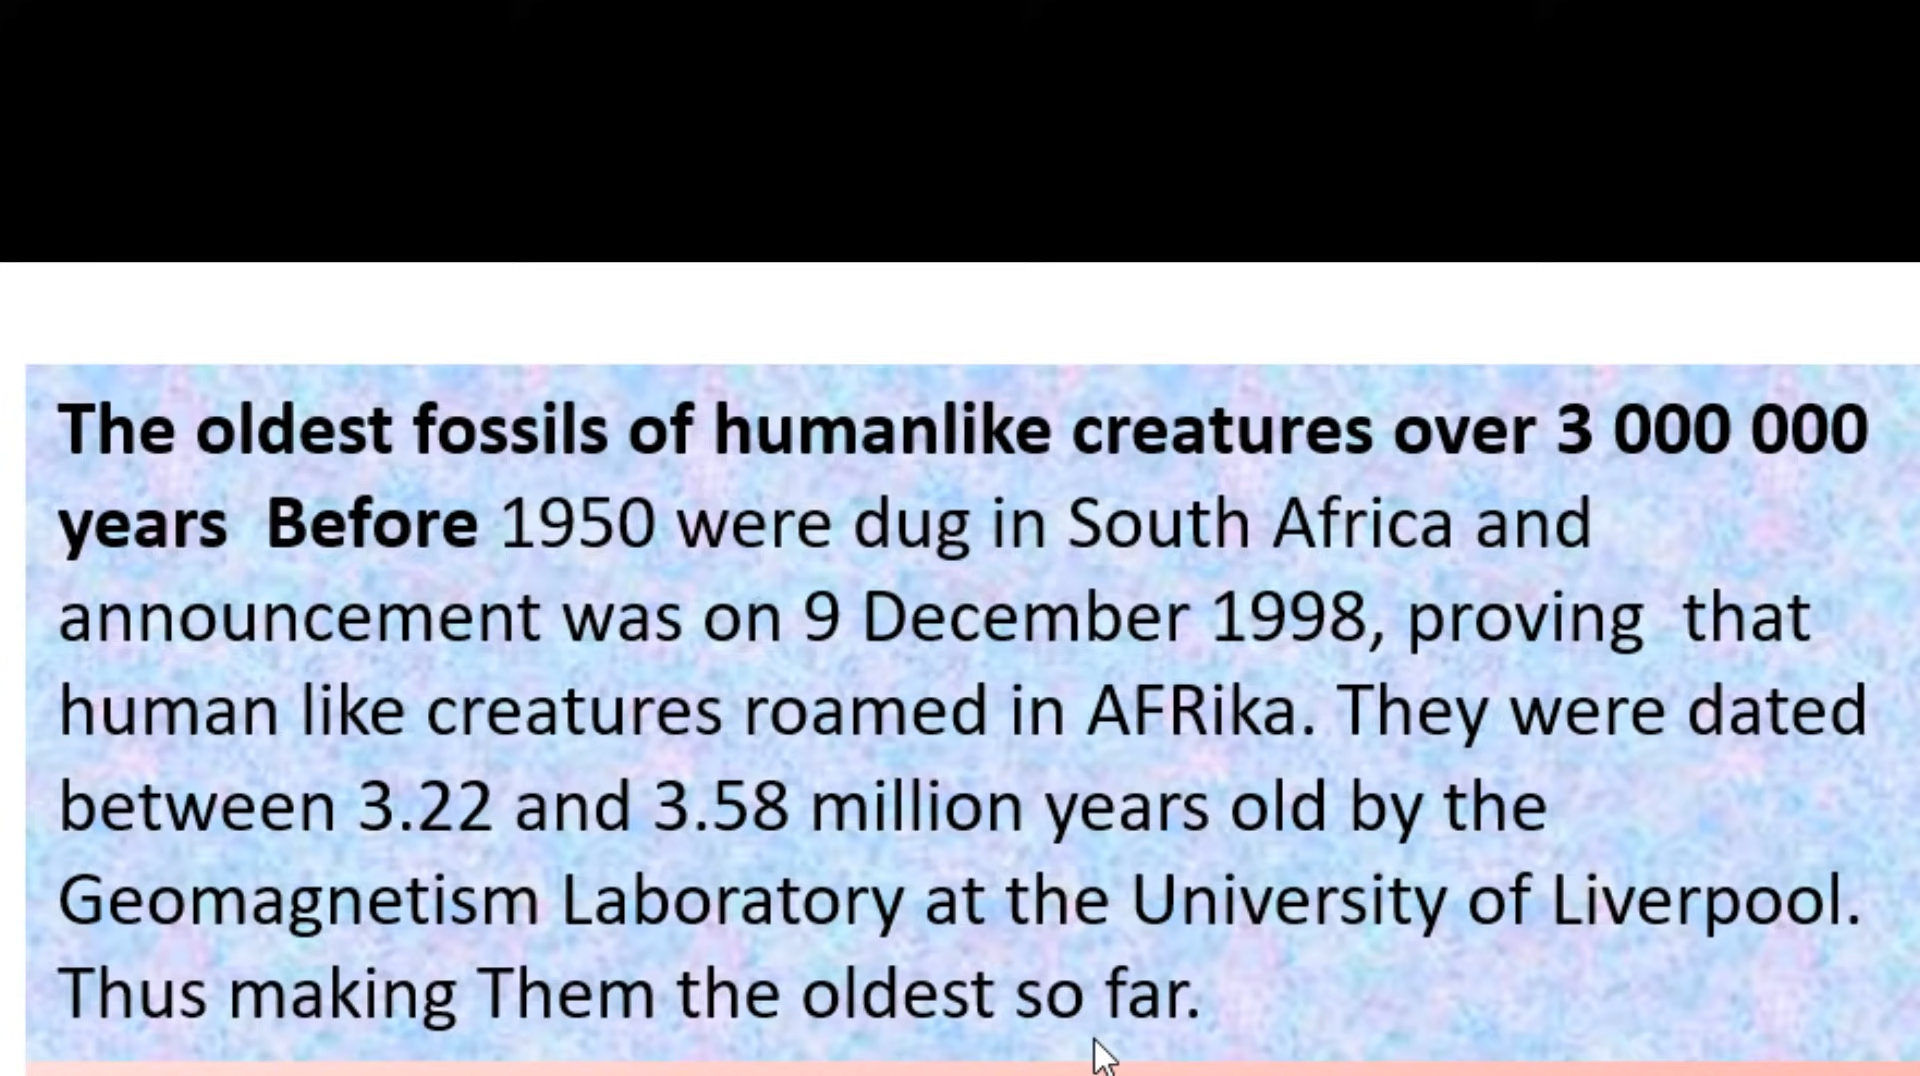 The oldest fossils of humanlike creatures over 3 000 000
years  Before 1950 were dug in South Africa and
announcement was on 9 December 1998, proving  that
human like creatures roamed in AFRika. They were dated
between 3.22 and 3.58 million years old by the
Geomagnetism Laboratory at the University of Liverpool.
Thus making Them the oldest so far.